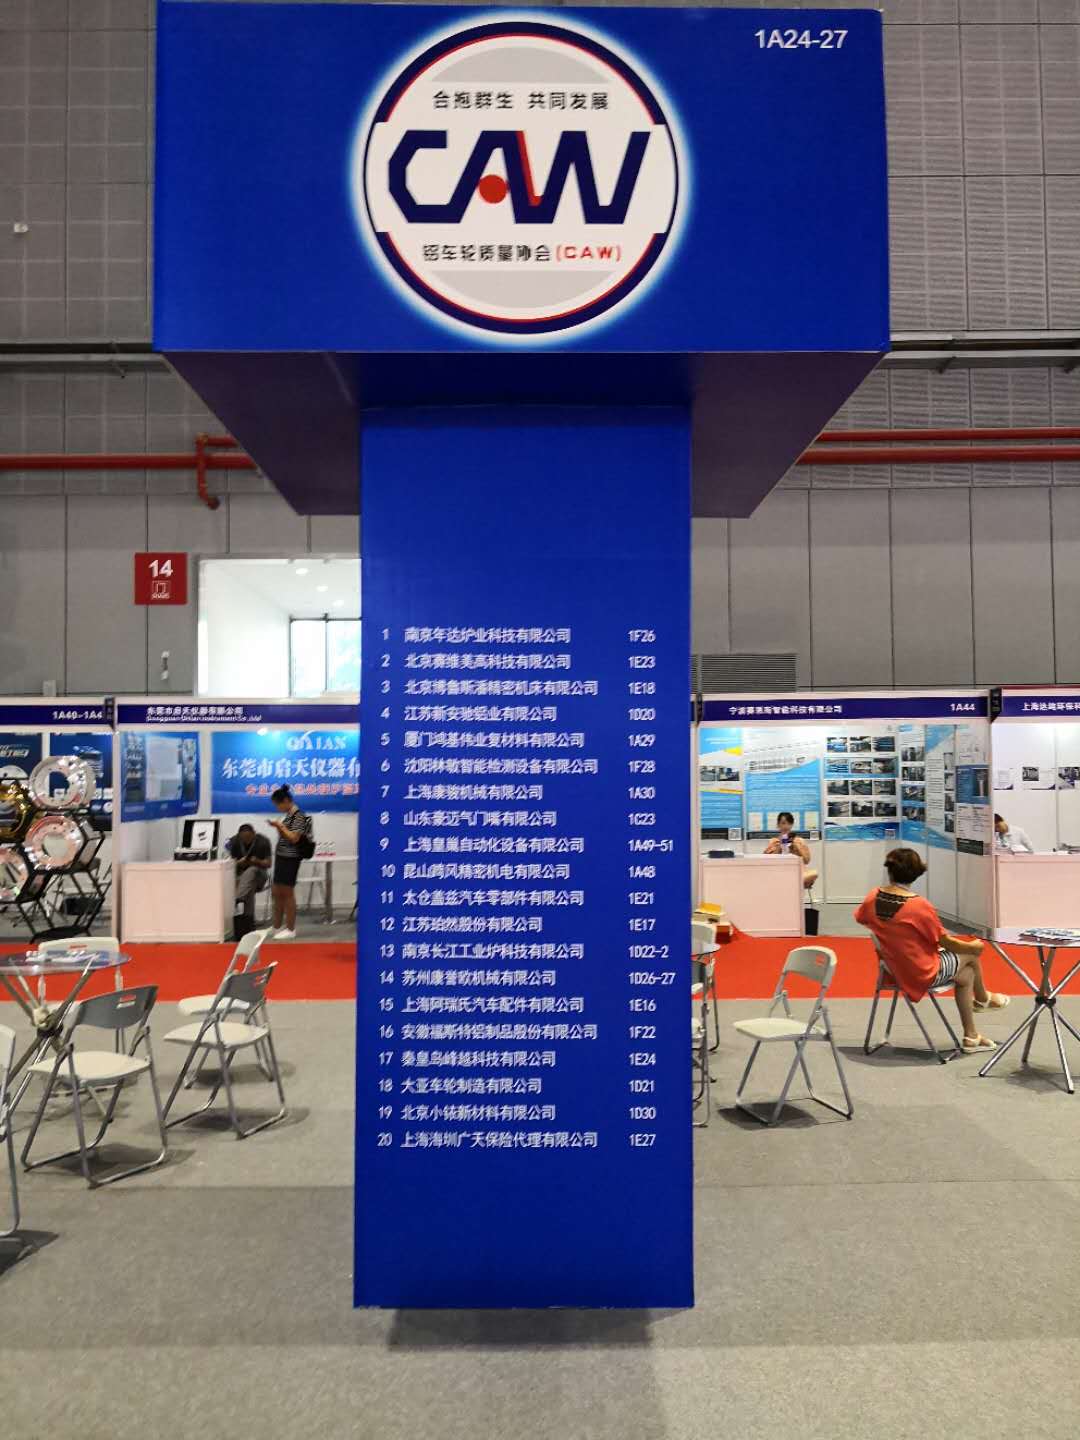 1A24-27
合抱群生 共同发展
CAW
铝车轮质量协会(CAW)
14
1 南京年达炉业科技有限公司 1F26
2 北京赛维美高科技有限公司 1E23
3 北京博鲁斯潘精密机床有限公司 1E18
4 江苏新安驰铝业有限公司 1D20
5 厦门鸿基伟业复材料有限公司 1A29
6 沈阳林敏智能检测设备有限公司 1F28
7 上海康骏机械有限公司 1A30
8 山东豪迈气门嘴有限公司 1C23
9 上海皇巢自动化设备有限公司 1A49-51
10 昆山跨风精密机电有限公司 1A48
11 太仓盖兹汽车零部件有限公司 1E21
12 江苏珀然股份有限公司 1E17
13 南京长江工业炉科技有限公司 1D22-2
14 苏州康誉欧机械有限公司 1D26-27
15 上海阿瑞氏汽车配件有限公司 1E16
16 安徽福斯特铝制品股份有限公司 1F22
17 秦皇岛峰越科技有限公司 1E24
18 大亚车轮制造有限公司 1D21
19 北京小铱新材料有限公司 1D30
20 上海海圳广天保险代理有限公司 1E27
东莞市启天仪器有限公司
QITIAN
东莞市启天仪器有
1A44